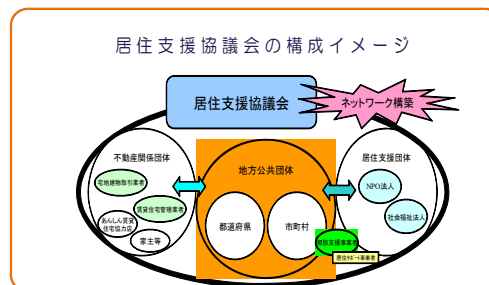 居住支援協議会の構成イメージ
居住支援協議会
ネットワーク構築
不動産関係団体
宅地建物取引業者
賃貸住宅管理業者
あんしん賃貸
住宅協力店
家主等
地方公共団体
都道府県
市町村
居住支援団体
NPO法人
社会福祉法人
相談支援事業者
居住サポート事業者